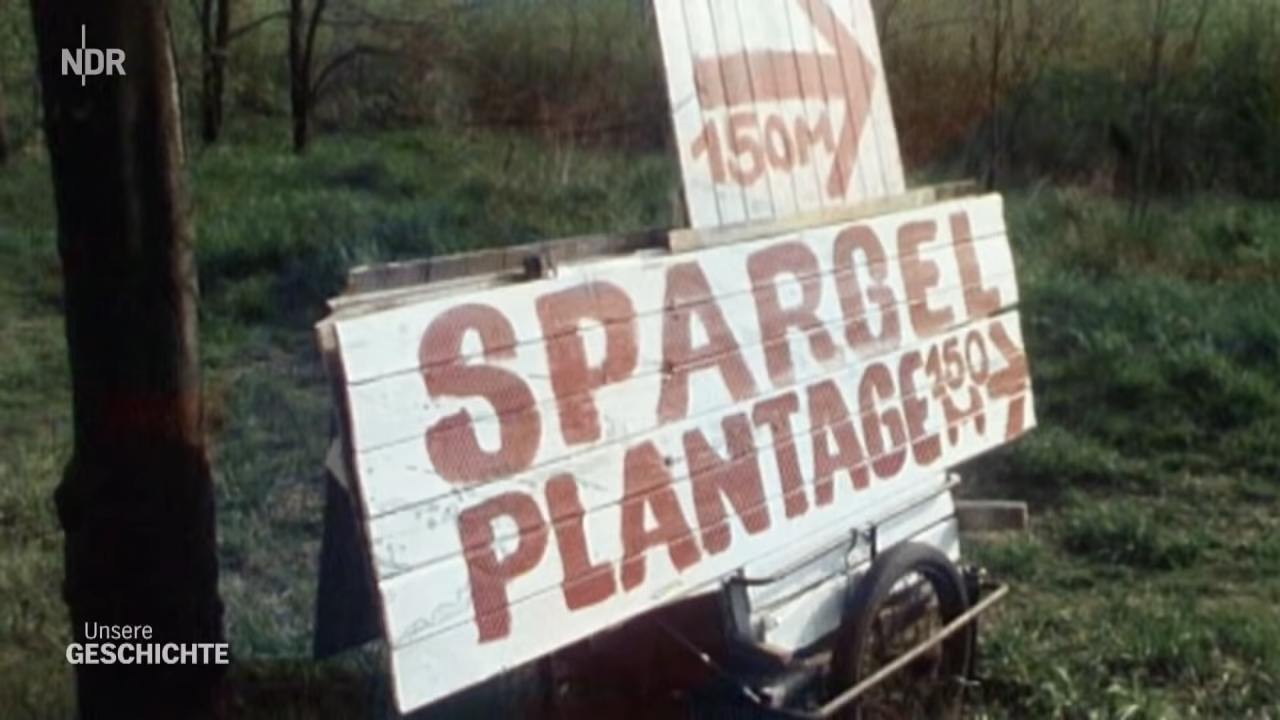 NDR
150M
SPARGEL
PLANTAGE 150 M
Unsere
GESCHICHTE